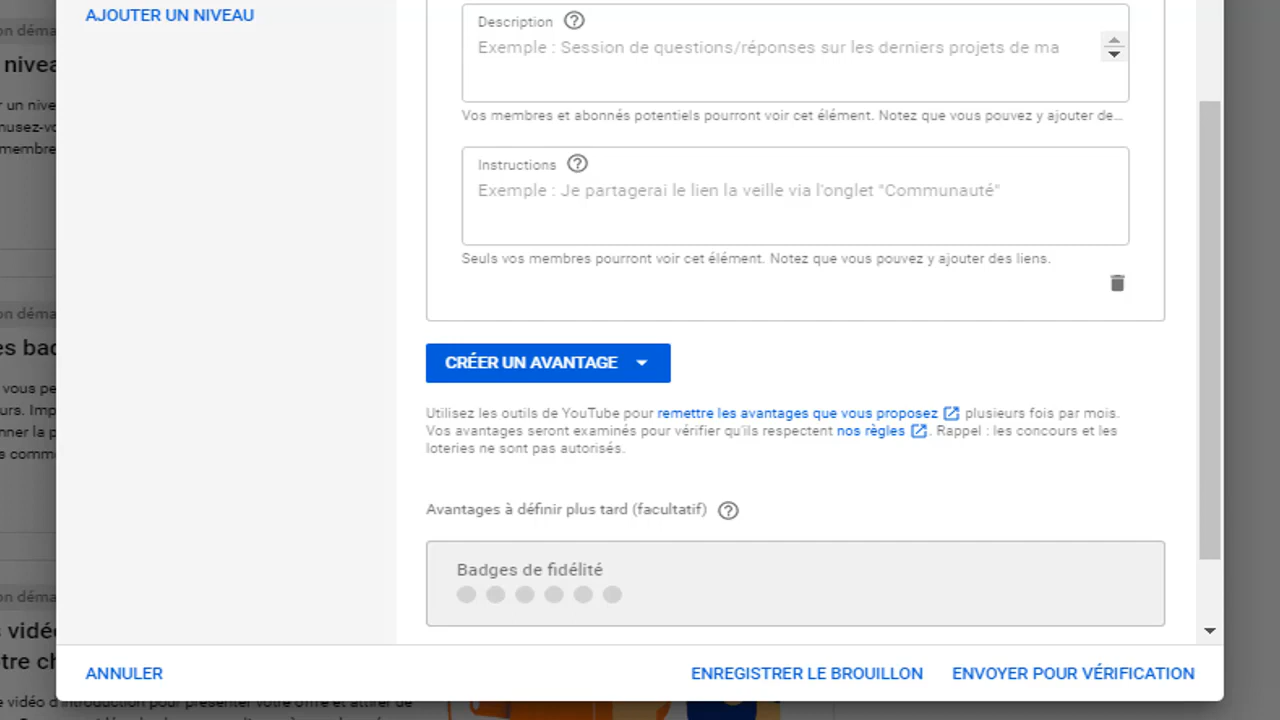 AJOUTER UN NIVEAU
Description
Exemple : Session de questions/réponses sur les derniers projets de ma
Vos membres et abonnés potentiels pourront voir cet élément. Notez que vous pouvez y ajouter de...
Instructions
Exemple : Je partagerai le lien la veille via l'onglet "Communauté"
Seuls vos membres pourront voir cet élément. Notez que vous pouvez y ajouter des liens.
CRÉER UN AVANTAGE
Utilisez les outils de YouTube pour remettre les avantages que vous proposez plusieurs fois par mois.
Vos avantages seront examinés pour vérifier qu'ils respectent nos règles. Rappel : les concours et les
loteries ne sont pas autorisés.
Avantages à définir plus tard (facultatif)
Badges de fidélité
ANNULER
ENREGISTRER LE BROUILLON
ENVOYER POUR VÉRIFICATION